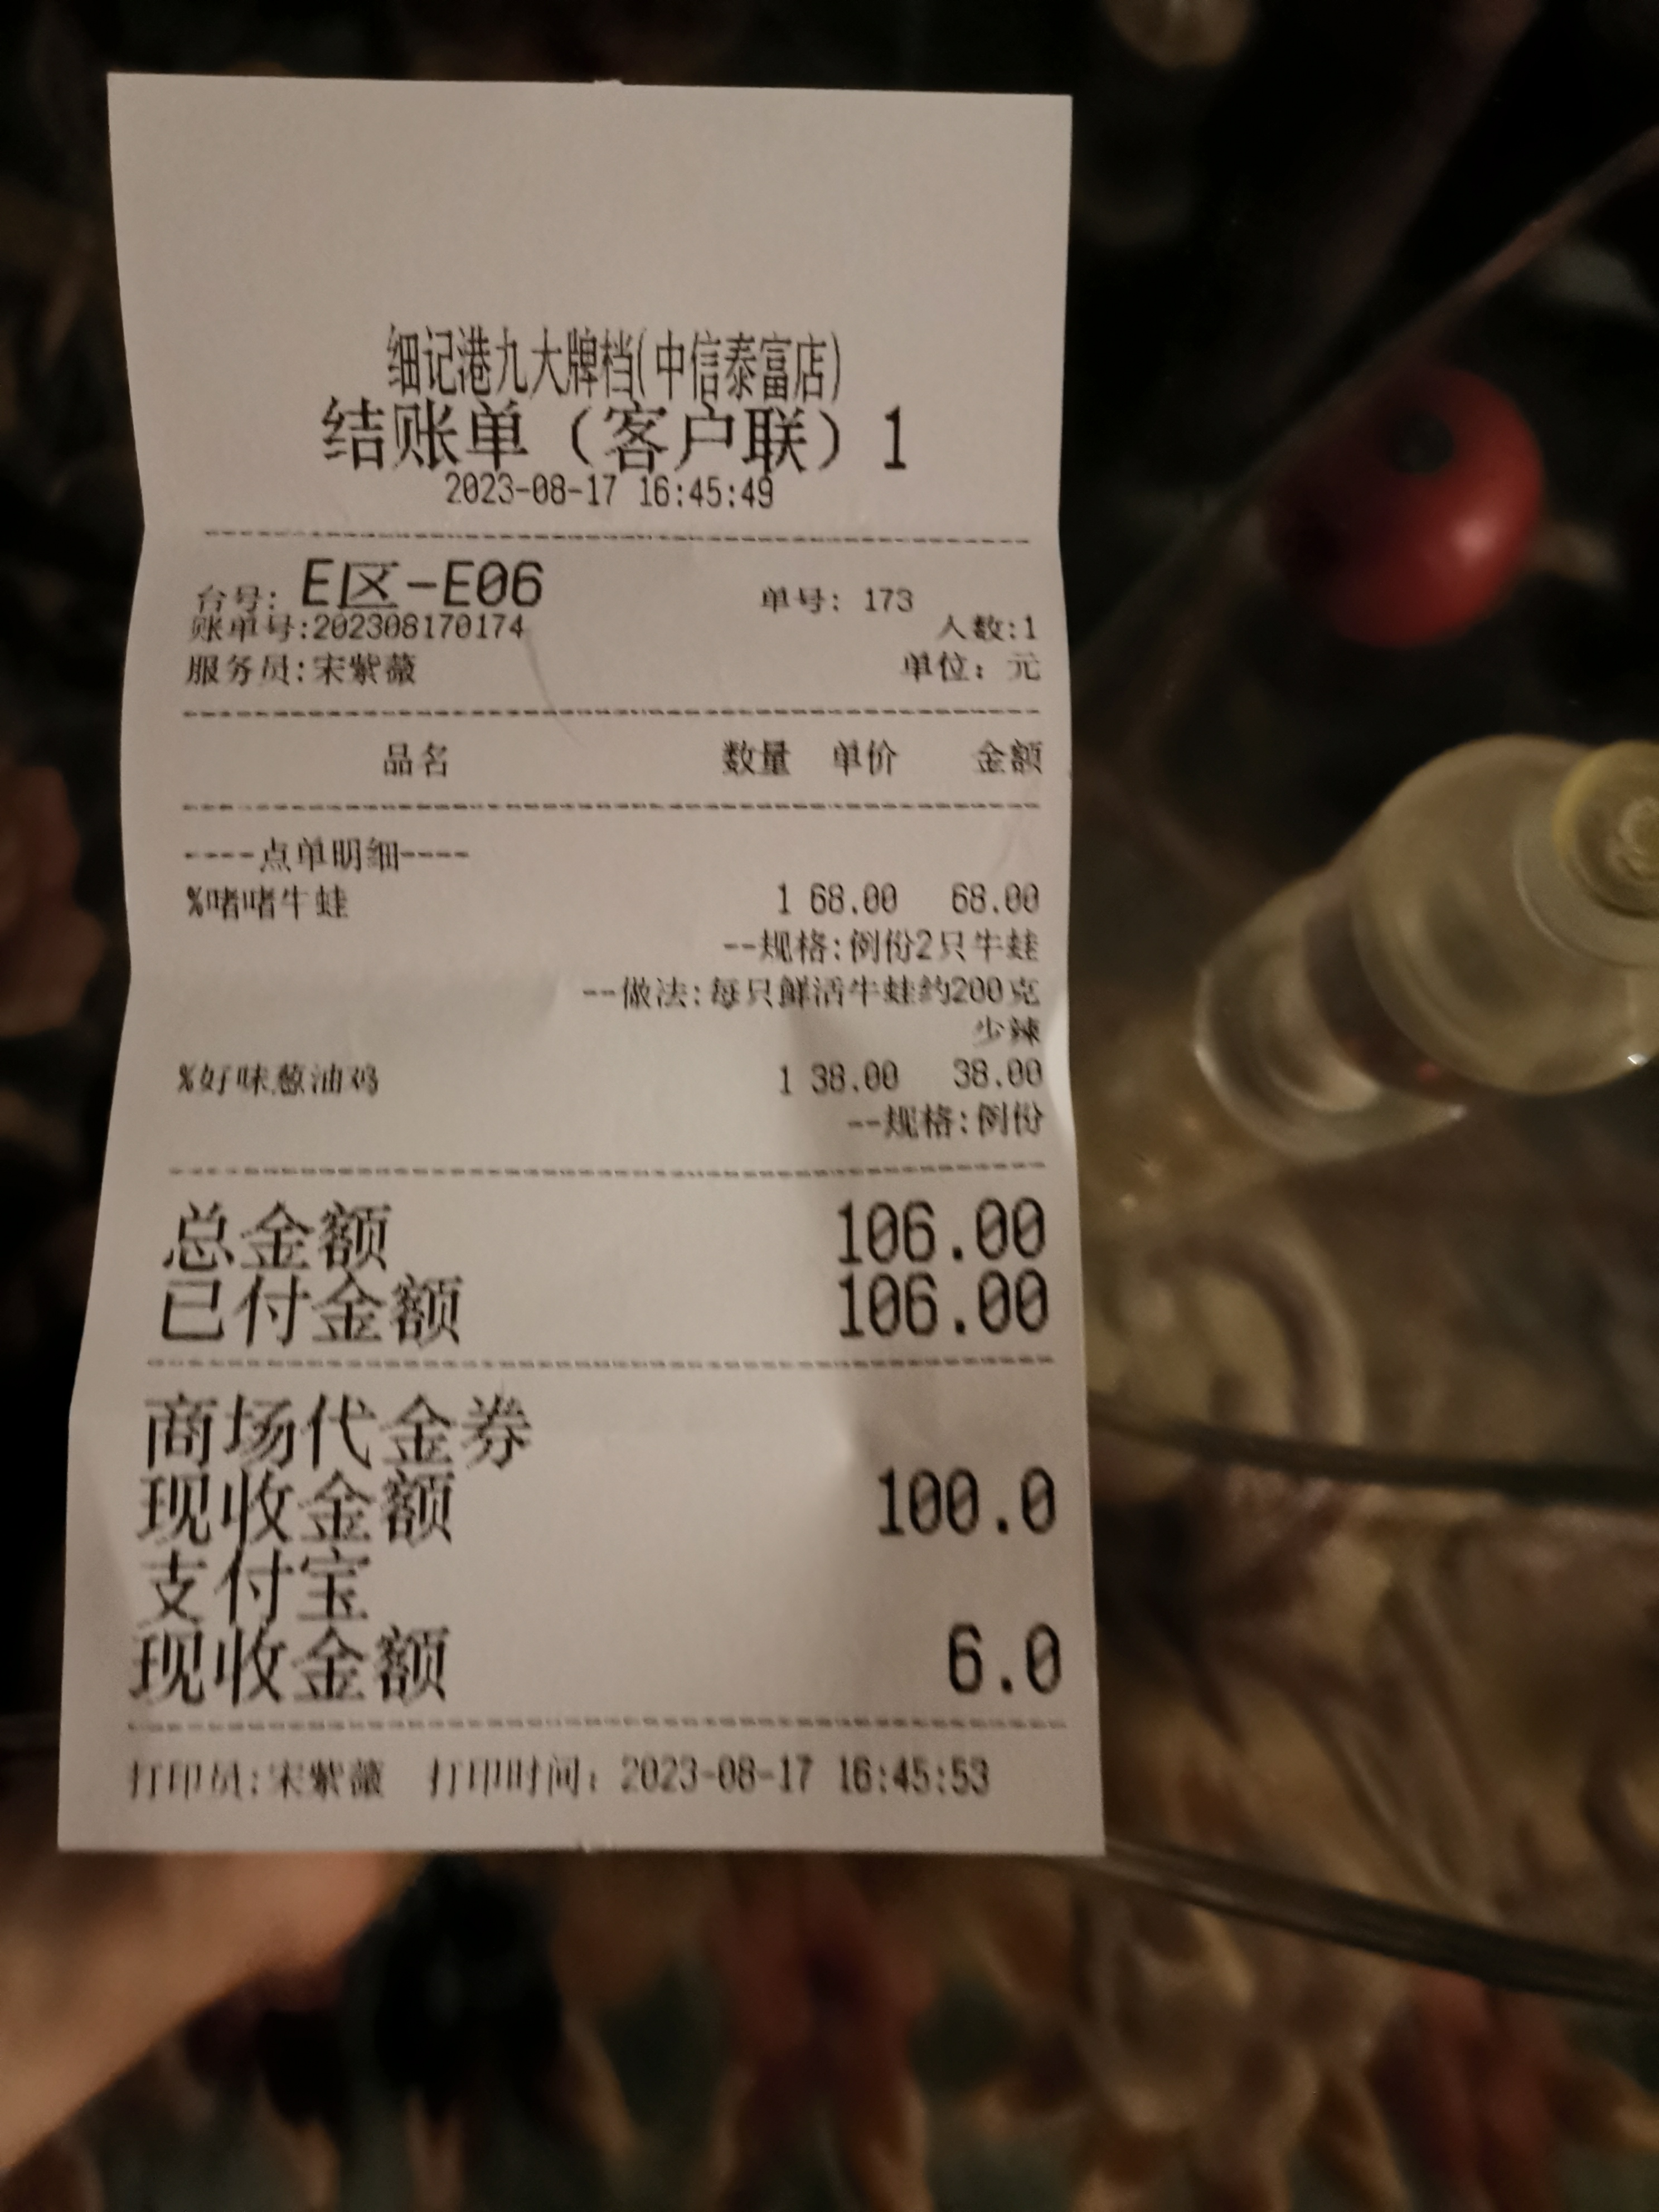 细记港九大牌档(中信泰富店)
结账单（客户联）1
2023-08-17 16:45:49
台号: E区-E06 单号: 173
账单号:202308170174 人数:1
服务员:宋紫薇 单位: 元
品名 数量 单价 金额
----点单明细----
%啫啫牛蛙 1 68.00 68.00
--规格:例份2只牛蛙
--做法:每只鲜活牛蛙约200克
少辣
%好味葱油鸡 1 38.00 38.00
--规格:例份
总金额 106.00
已付金额 106.00
商场代金券
现收金额 100.0
支付宝
现收金额 6.0
打印员:宋紫薇 打印时间: 2023-08-17 16:45:53